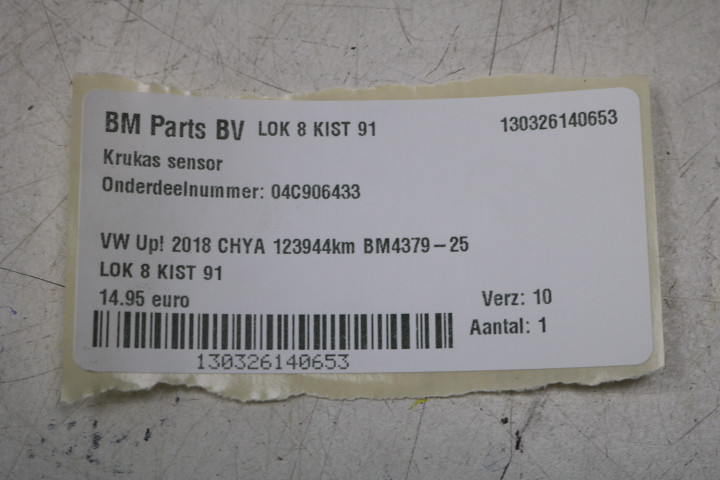 BM Parts BV LOK 8 KIST 91 130326140653
Krukas sensor
Onderdeelnummer: 04C906433
VW Up! 2018 CHYA 123944km BM4379-25
LOK 8 KIST 91
14.95 euro Verz: 10
Aantal: 1
130326140653